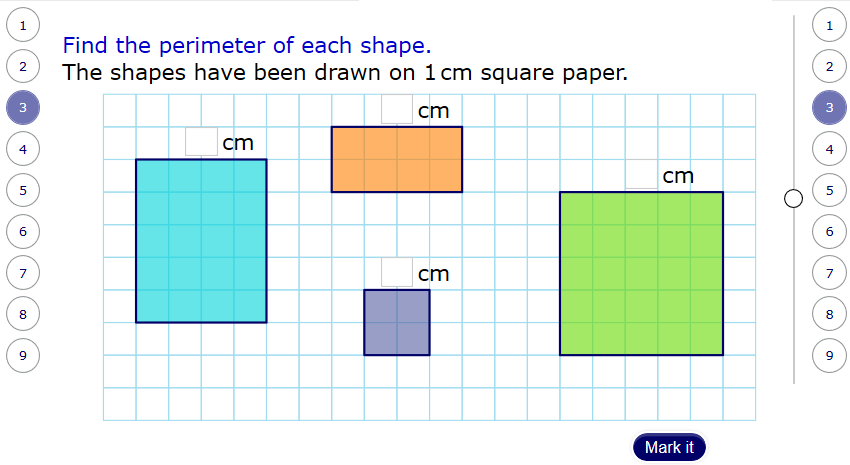 Find the perimeter of each shape.
The shapes have been drawn on 1cm square paper.
1
2
3
4
5
6
7
8
9
cm
cm
cm
cm
1
2
3
4
5
6
7
8
9
Mark it